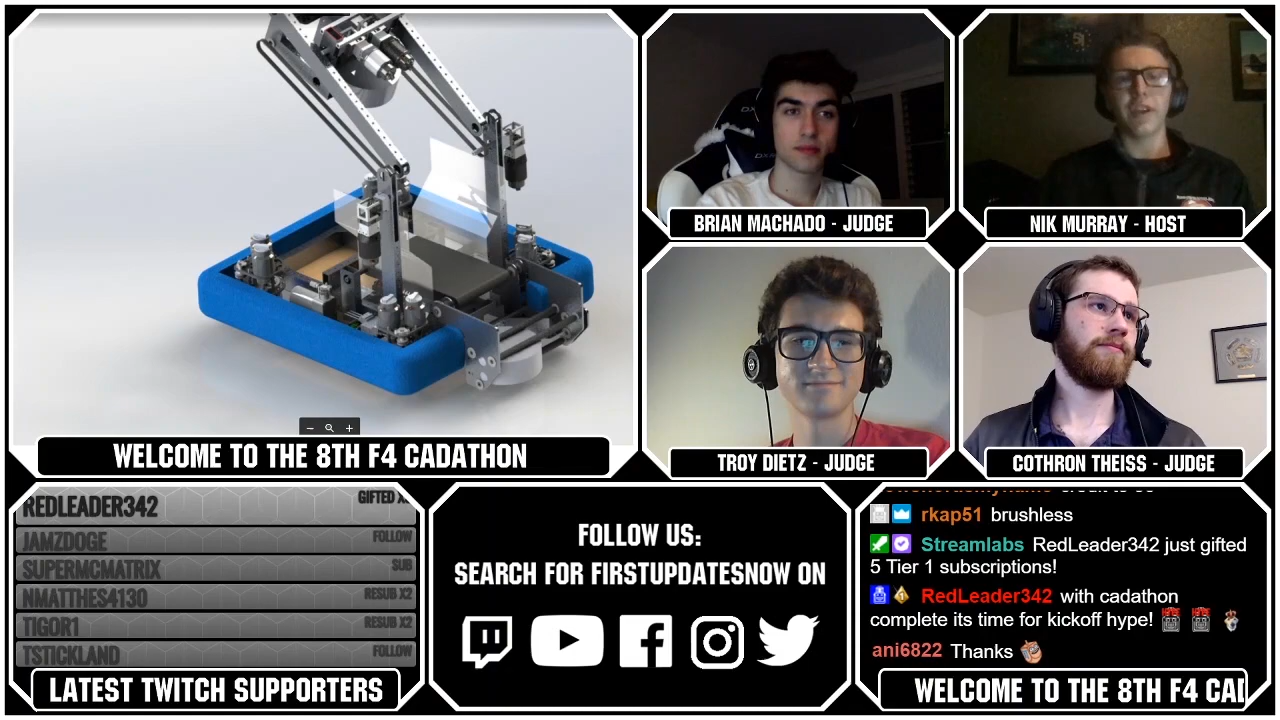 WELCOME TO THE 8TH F4 CADATHON
BRIAN MACHADO - JUDGE
NIK MURRAY - HOST
TROY DIETZ - JUDGE
COTHRON THEISS - JUDGE
REDLEADER342 GIFTED
JAMZDOGE FOLLOW
SUPERMCMATRIX SUB
NMATTHES4130 RESUB X2
TIGOR1 RESUB X2
TSTICKLAND FOLLOW
LATEST TWITCH SUPPORTERS
FOLLOW US:
SEARCH FOR FIRSTUPDATESNOW ON
rkap51 brushless
Streamlabs RedLeader342 just gifted
5 Tier 1 subscriptions!
RedLeader342 with cadathon
complete its time for kickoff hype!
ani6822 Thanks
WELCOME TO THE 8TH F4 CAD